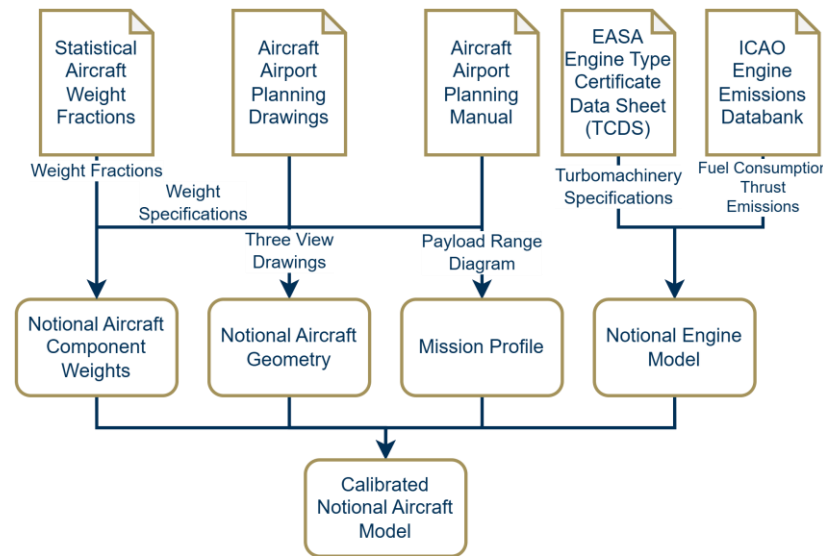 Statistical
Aircraft
Weight
Fractions
Aircraft
Airport
Planning
Drawings
Aircraft
Airport
Planning
Manual
EASA
Engine Type
Certificate
Data Sheet
(TCDS)
ICAO
Engine
Emissions
Databank
Weight Fractions
Weight
Specifications
Three View
Drawings
Payload Range
Diagram
Turbomachinery
Specifications
Fuel Consumption
Thrust
Emissions
Notional Aircraft
Component
Weights
Notional Aircraft
Geometry
Mission Profile
Notional Engine
Model
Calibrated
Notional Aircraft
Model